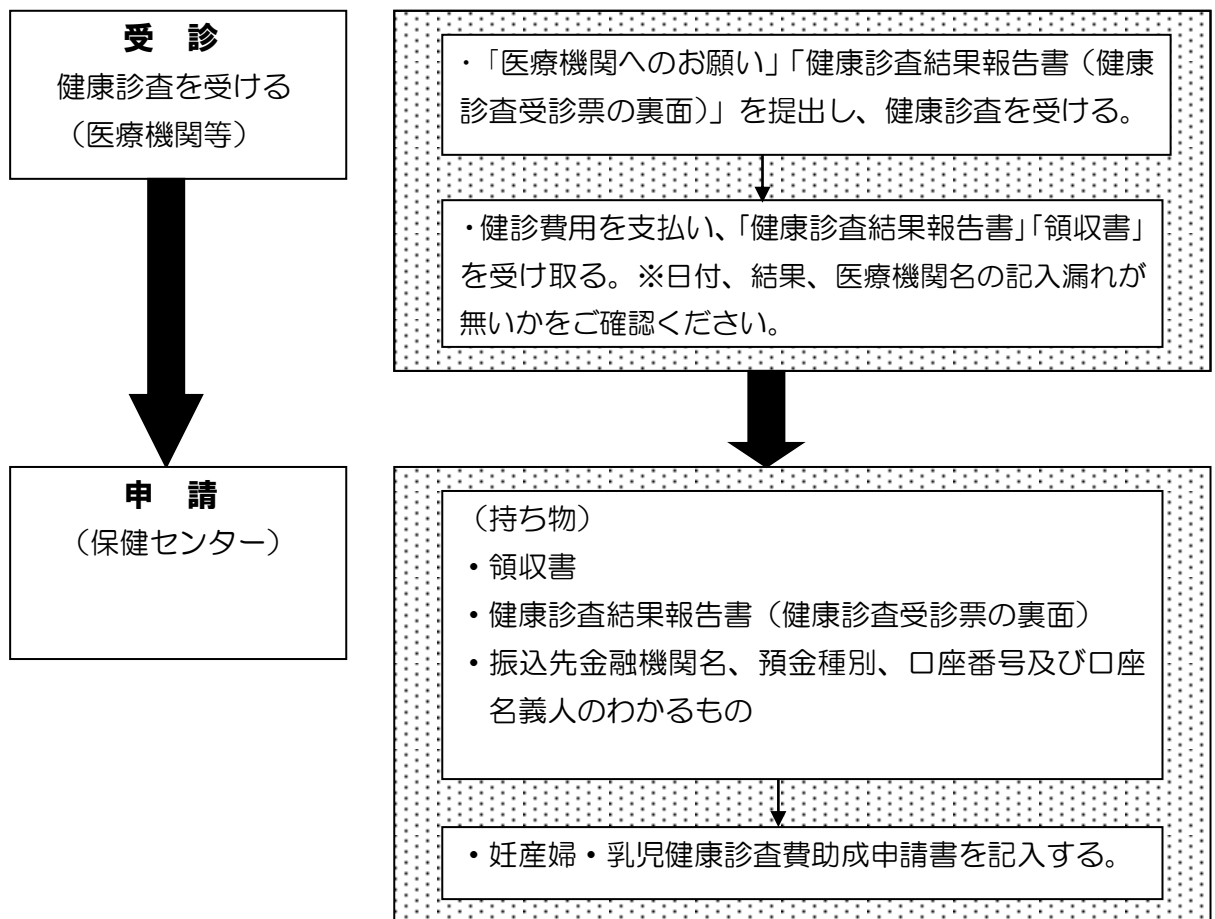 受　診
健康診査を受ける
（医療機関等）
・「医療機関へのお願い」「健康診査結果報告書（健康
診査受診票の裏面）」を提出し、健康診査を受ける。
・健診費用を支払い、「健康診査結果報告書」「領収書」
を受け取る。※日付、結果、医療機関名の記入漏れが
無いかをご確認ください。
申　請
（保健センター）
（持ち物）
・領収書
・健康診査結果報告書（健康診査受診票の裏面）
・振込先金融機関名、預金種別、口座番号及び口座
名義人のわかるもの
・妊産婦・乳児健康診査費助成申請書を記入する。